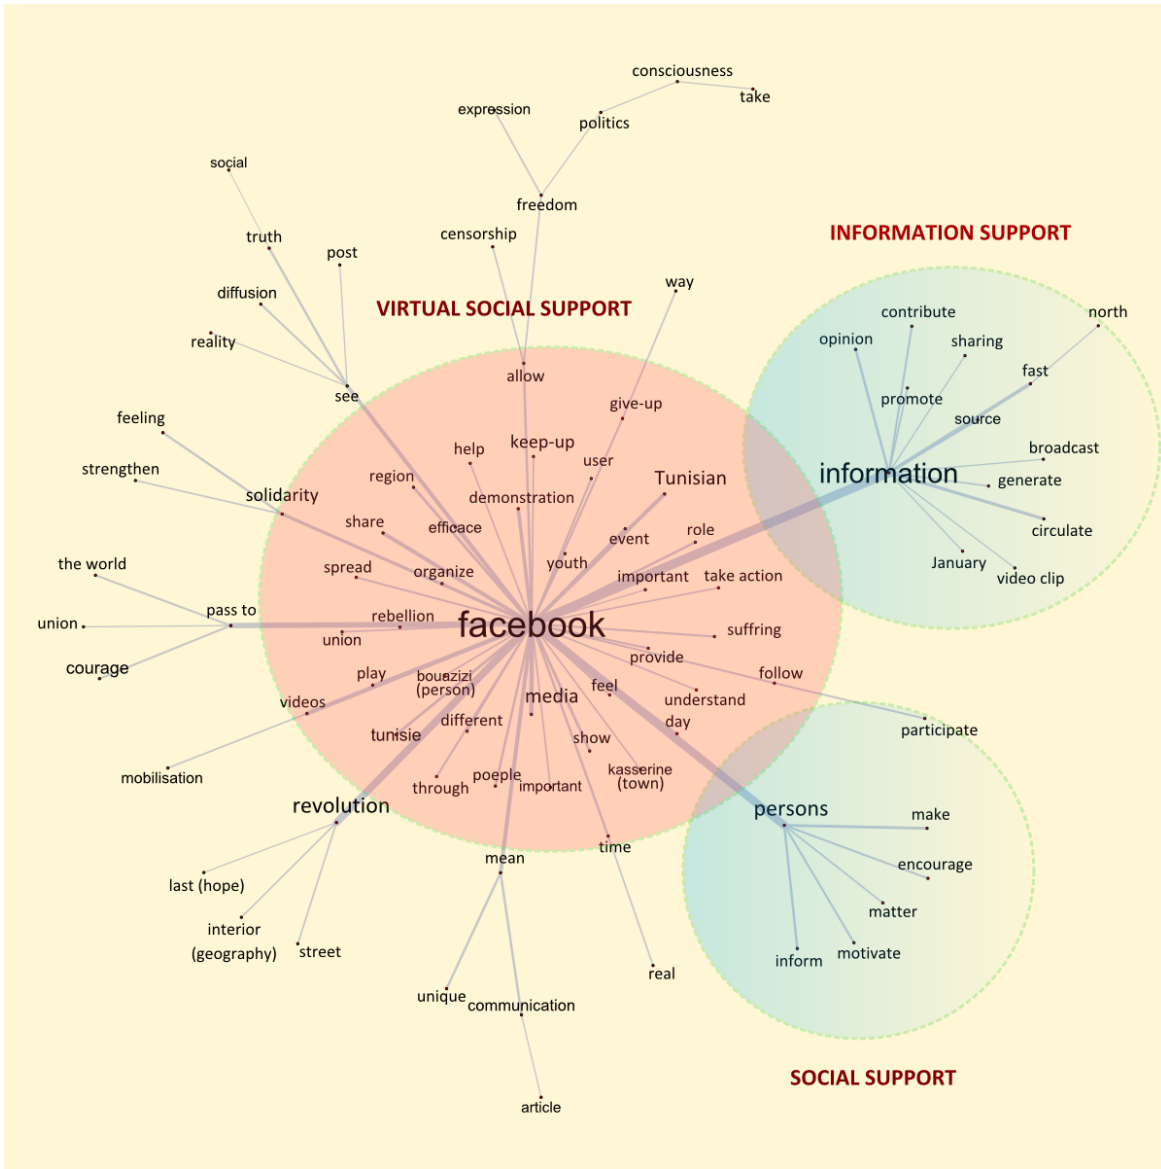 consciousness
take
expression
politics
social
freedom
censorship
truth
post
INFORMATION SUPPORT
way
diffusion
VIRTUAL SOCIAL SUPPORT
contribute
north
reality
opinion
sharing
allow
fast
see
promote
give-up
feeling
source
keep-up
help
broadcast
user
strengthen
region
Tunisian
information
generate
solidarity
demonstration
share
efficace
role
circulate
event
the world
spread
organize
youth
January
important
take action
video clip
pass to
rebellion
facebook
union
union
suffring
provide
courage
play
bouazizi
(person)
feel
follow
videos
media
understand
different
day
participate
tunisie
show
mobilisation
through
poeple
important
kasserine
(town)
revolution
persons
make
time
mean
encourage
last (hope)
matter
interior
(geography)
street
inform
motivate
real
unique
communication
SOCIAL SUPPORT
article